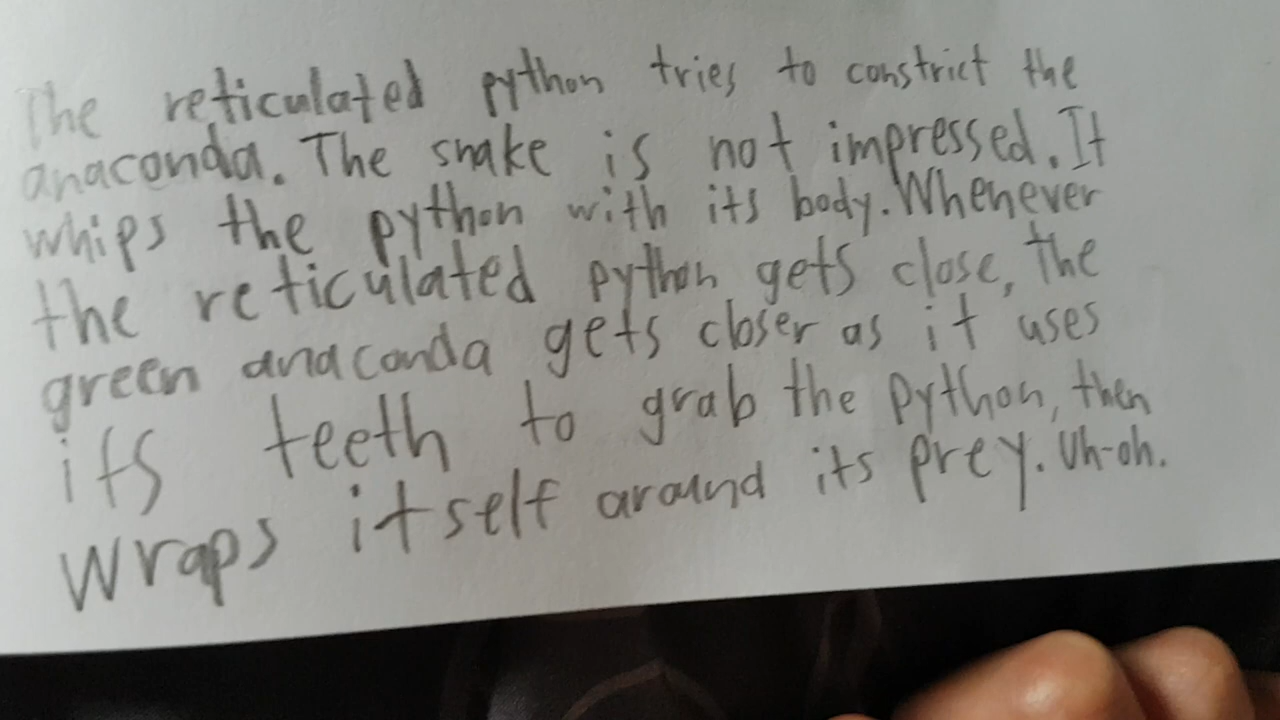 The reticulated python tries to constrict the
anaconda. The snake is not impressed. It
whips the python with its body. Whenever
the reticulated python gets close, the
green anaconda gets closer as it uses
its teeth to grab the python, then
wraps itself around its prey. Uh-oh.